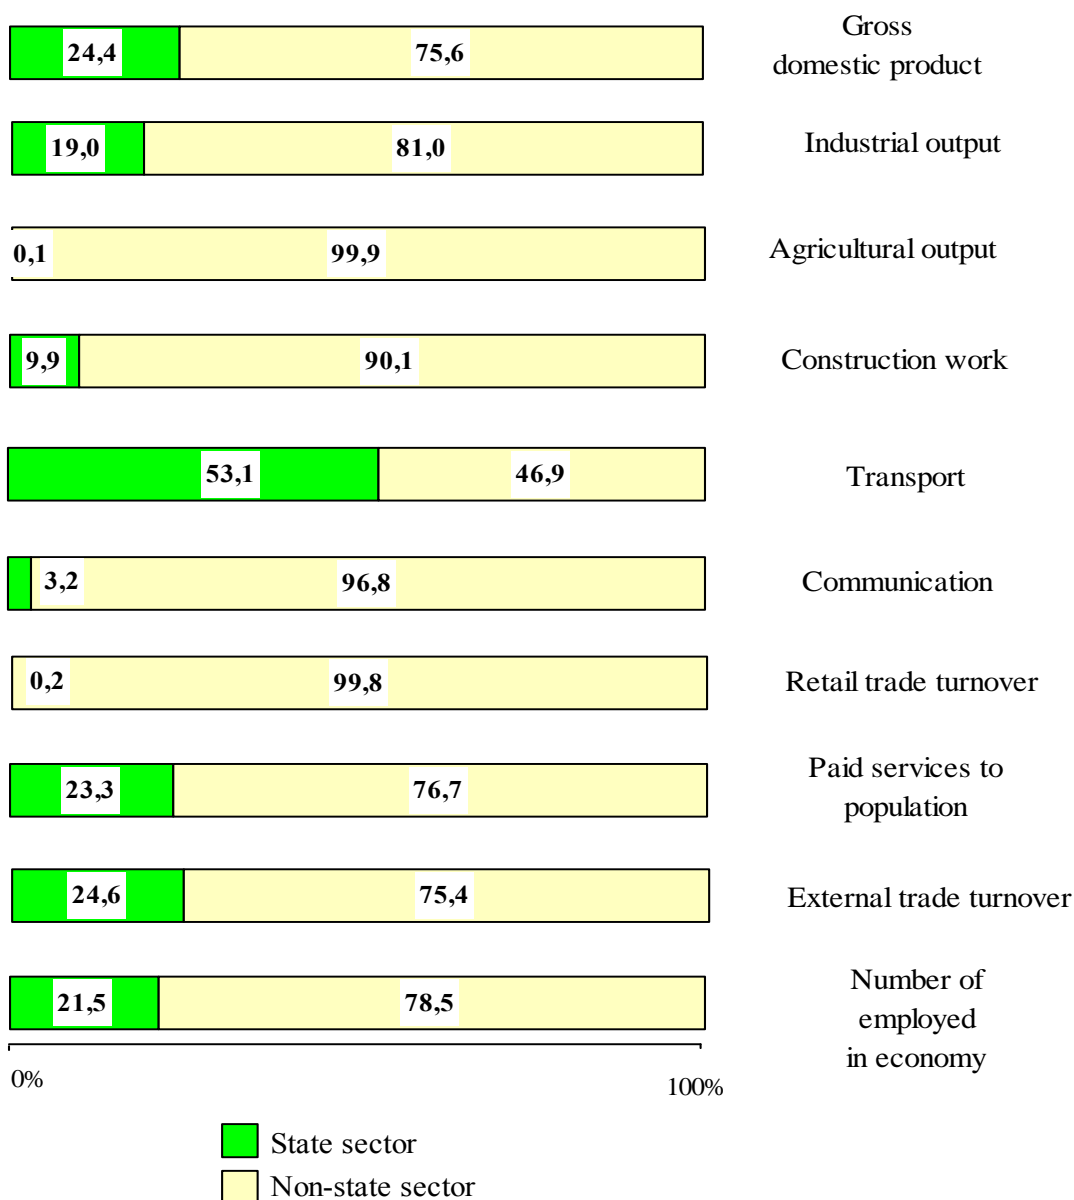 Gross
24,4 75,6
domestic product
19,0 81,0 Industrial output
0,1 99,9 Agricultural output
9,9 90,1 Construction work
53,1 46,9 Transport
3,2 96,8 Communication
0,2 99,8 Retail trade turnover
Paid services to
23,3 76,7
population
24,6 75,4 External trade turnover
Number of
21,5 78,5
employed
in economy
0% 100%
State sector
Non-state sector